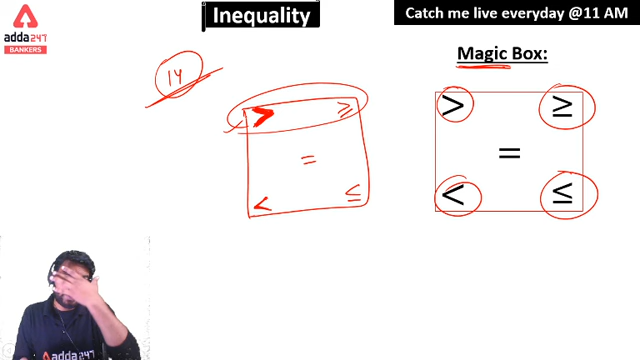 adda247
BANKERS
Inequality
Catch me live everyday @11 AM
Magic Box:
14
> ≥
=
< ≤
> ≥
=
< ≤
adda247